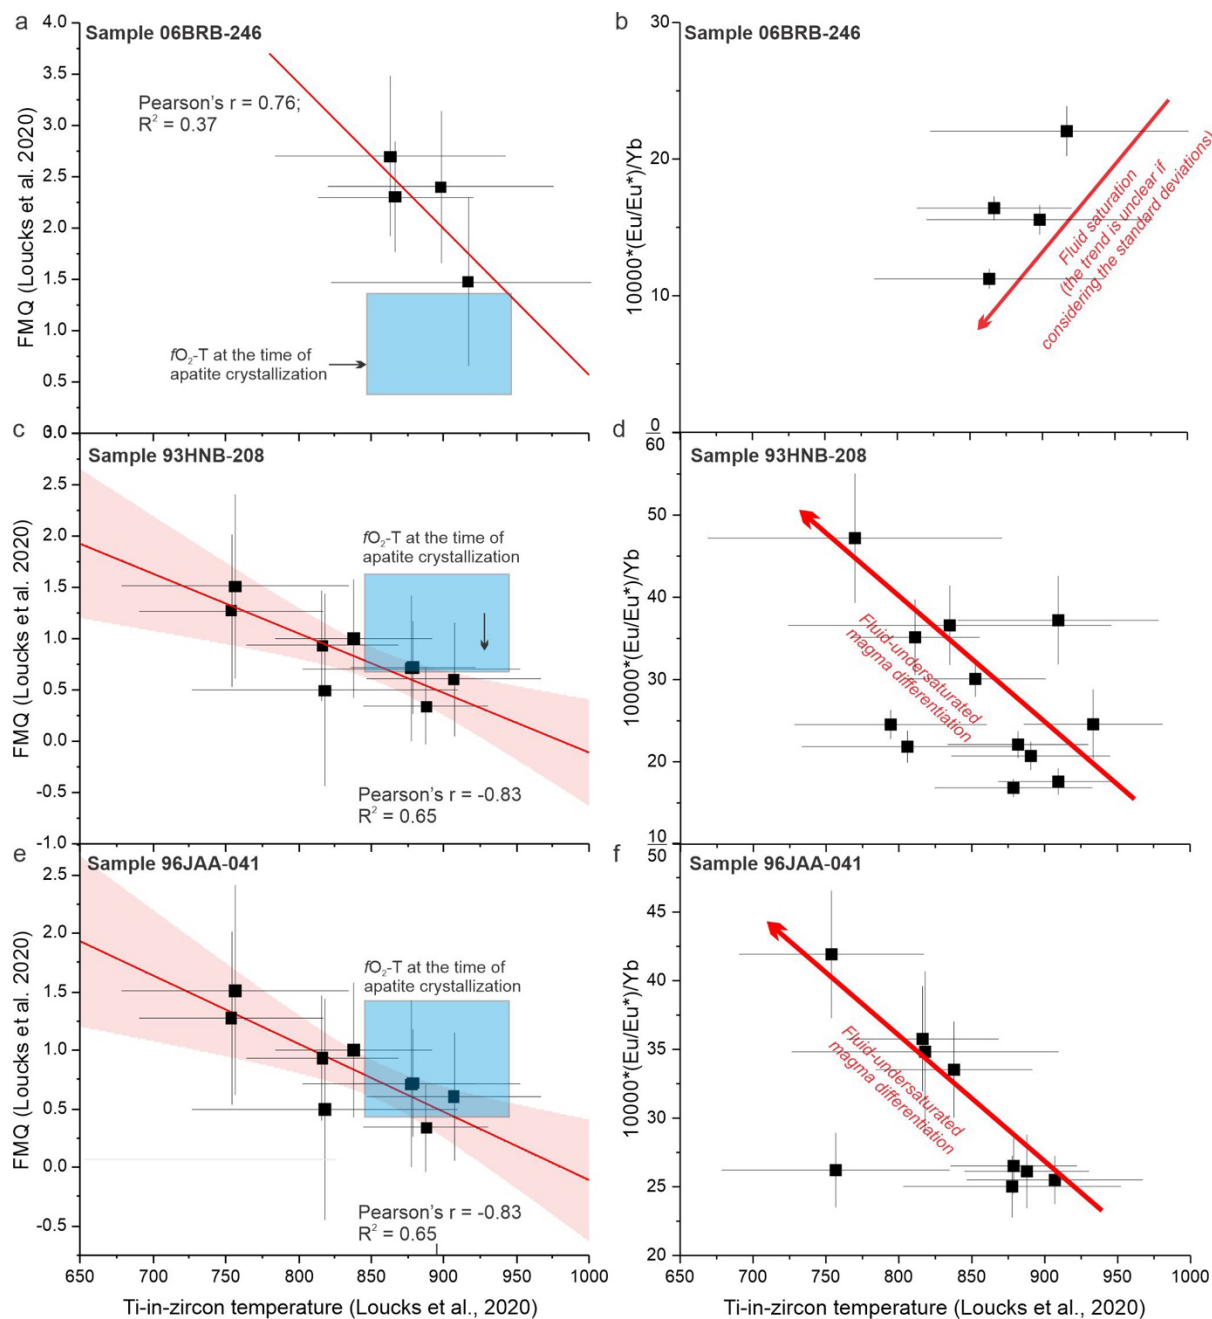 a
Sample 06BRB-246
4.0
3.5
3.0
2.5
2.0
1.5
1.0
0.5
0.0
FMQ (Loucks et al. 2020)
Pearson's r = 0.76;
R² = 0.37
fO₂-T at the time of
apatite crystallization
b
Sample 06BRB-246
30
20
10
0
10000*(Eu/Eu*)/Yb
Fluid saturation
(the trend is unclear if
considering the standard deviations)
800
850
900
950
1000
c
Sample 93HNB-208
2.5
2.0
1.5
1.0
0.5
0.0
-0.5
-1.0
FMQ (Loucks et al. 2020)
fO₂-T at the time of
apatite crystallization
Pearson's r = -0.83
R² = 0.65
d
Sample 93HNB-208
60
50
40
30
20
10
10000*(Eu/Eu*)/Yb
Fluid-undersaturated
magma differentiation
e
Sample 96JAA-041
2.5
2.0
1.5
1.0
0.5
0.0
-0.5
FMQ (Loucks et al. 2020)
fO₂-T at the time of
apatite crystallization
Pearson's r = -0.83
R² = 0.65
650
700
750
800
850
900
950
1000
Ti-in-zircon temperature (Loucks et al., 2020)
f
Sample 96JAA-041
50
45
40
35
30
25
20
10000*(Eu/Eu*)/Yb
Fluid-undersaturated
magma differentiation
650
700
750
800
850
900
950
1000
Ti-in-zircon temperature (Loucks et al., 2020)